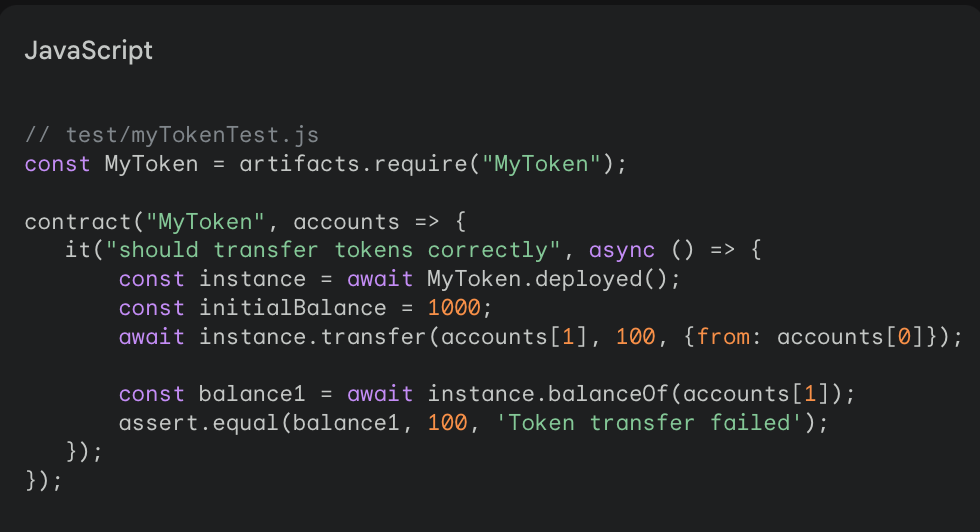 JavaScript
// test/myTokenTest.js
const MyToken = artifacts.require("MyToken");
contract("MyToken", accounts => {
it("should transfer tokens correctly", async () => {
const instance = await MyToken.deployed();
const initialBalance = 1000;
await instance.transfer(accounts[1], 100, {from: accounts[0]});
const balance1 = await instance.balanceOf(accounts[1]);
assert.equal(balance1, 100, 'Token transfer failed');
});
});